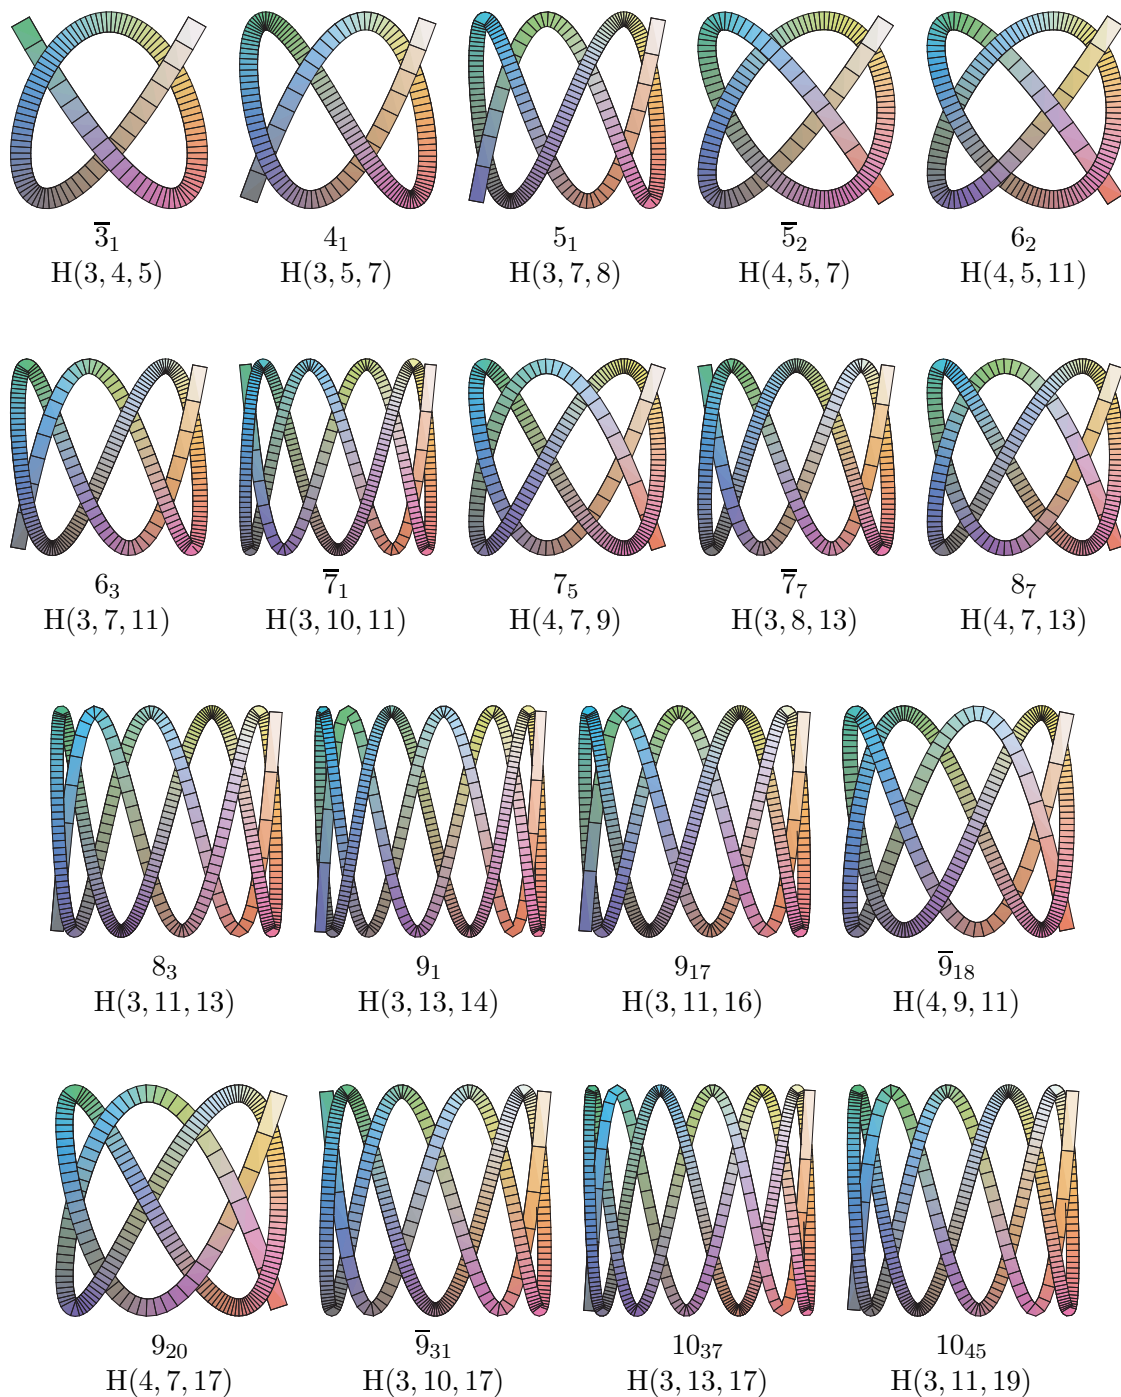 3̅₁ 4₁ 5₁ 5̅₂ 6₂
H(3, 4, 5) H(3, 5, 7) H(3, 7, 8) H(4, 5, 7) H(4, 5, 11)
6₃ 7̅₁ 7₅ 7̅₇ 8₇
H(3, 7, 11) H(3, 10, 11) H(4, 7, 9) H(3, 8, 13) H(4, 7, 13)
8₃ 9₁ 9₁₇ 9̅₁₈
H(3, 11, 13) H(3, 13, 14) H(3, 11, 16) H(4, 9, 11)
9₂₀ 9̅₃₁ 10₃₇ 10₄₅
H(4, 7, 17) H(3, 10, 17) H(3, 13, 17) H(3, 11, 19)